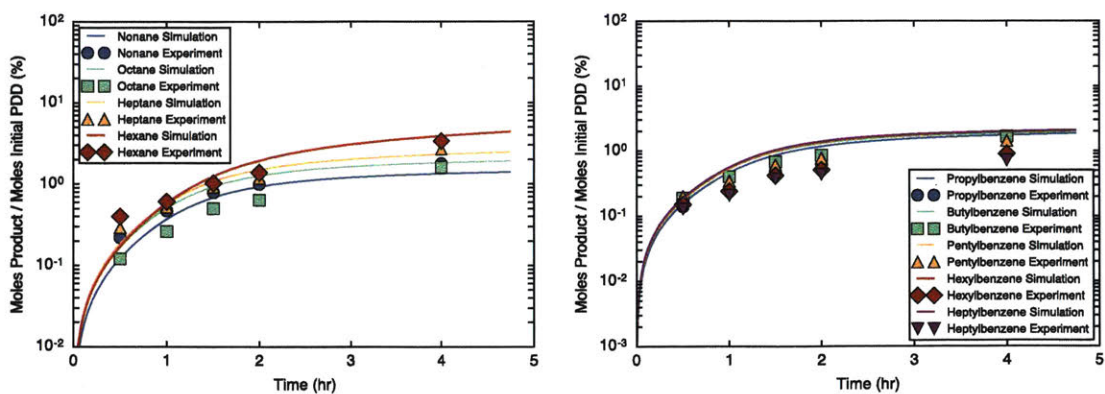 Moles Product / Moles Initial PDD (%)
10²
10¹
10⁰
10⁻¹
10⁻²
Nonane Simulation
Nonane Experiment
Octane Simulation
Octane Experiment
Heptane Simulation
Heptane Experiment
Hexane Simulation
Hexane Experiment
0 1 2 3 4 5
Time (hr)
Moles Product / Moles Initial PDD (%)
10²
10¹
10⁰
10⁻¹
10⁻²
10⁻³
Propylbenzene Simulation
Propylbenzene Experiment
Butylbenzene Simulation
Butylbenzene Experiment
Pentylbenzene Simulation
Pentylbenzene Experiment
Hexylbenzene Simulation
Hexylbenzene Experiment
Heptylbenzene Simulation
Heptylbenzene Experiment
0 1 2 3 4 5
Time (hr)